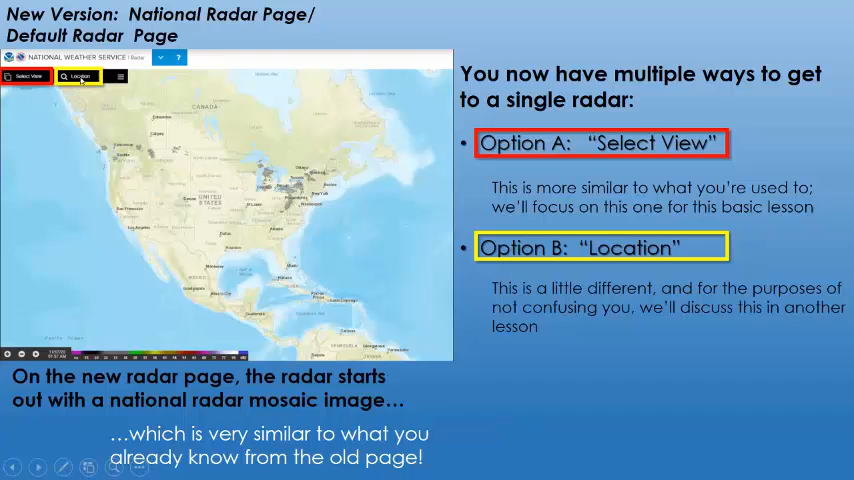 New Version: National Radar Page/
Default Radar Page
NATIONAL WEATHER SERVICE
Radar
?
Select View
Location
CANADA
UNITED
STATES
You now have multiple ways to get
to a single radar:
• Option A: “Select View”
This is more similar to what you’re used to;
we’ll focus on this one for this basic lesson
• Option B: “Location”
This is a little different, and for the purposes of
not confusing you, we’ll discuss this in another
lesson
On the new radar page, the radar starts
out with a national radar mosaic image…
…which is very similar to what you
already know from the old page!